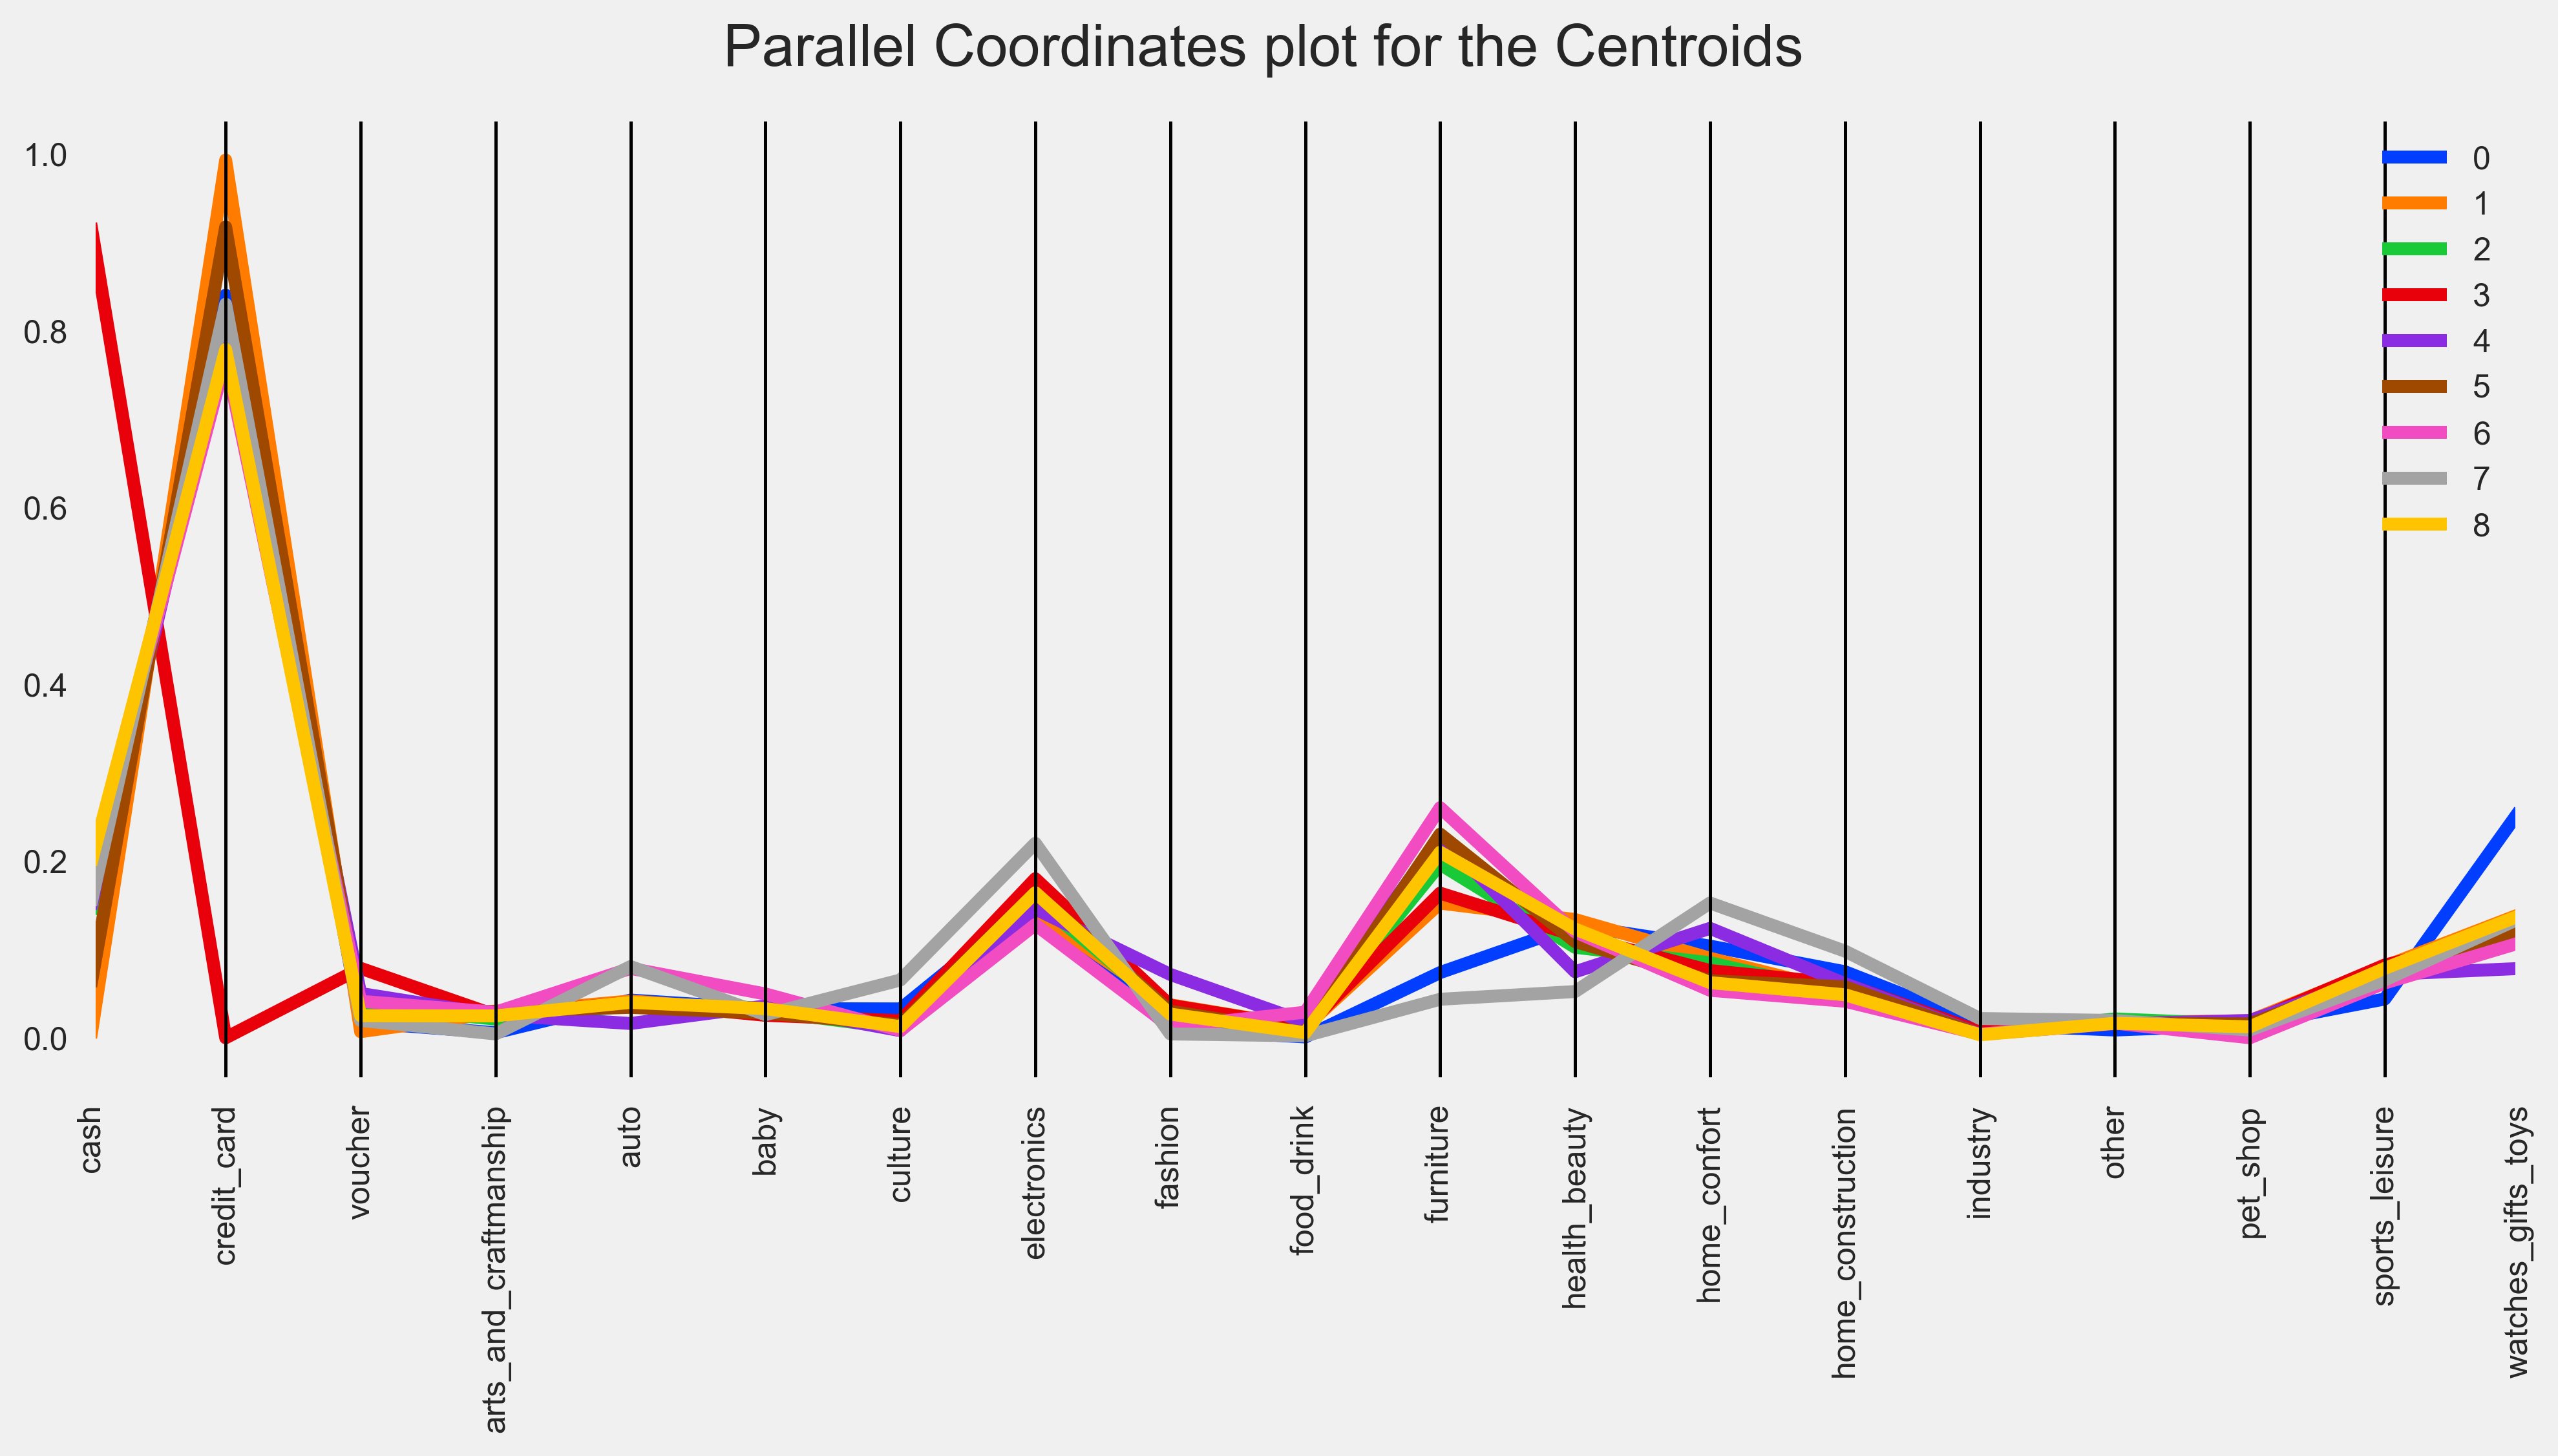 Parallel Coordinates plot for the Centroids
1.0
0.8
0.6
0.4
0.2
0.0
0
1
2
3
4
5
6
7
8
cash
credit_card
voucher
arts_and_craftmanship
auto
baby
culture
electronics
fashion
food_drink
furniture
health_beauty
home_confort
home_construction
industry
other
pet_shop
sports_leisure
watches_gifts_toys